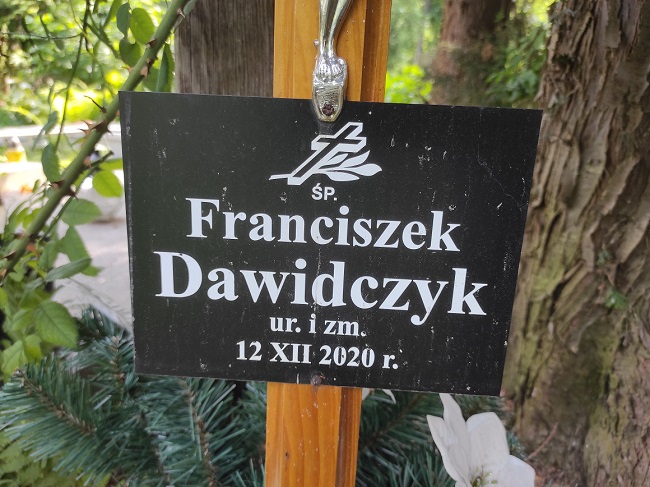 ŚP.
Franciszek
Dawidczyk
ur. i zm.
12 XII 2020 r.